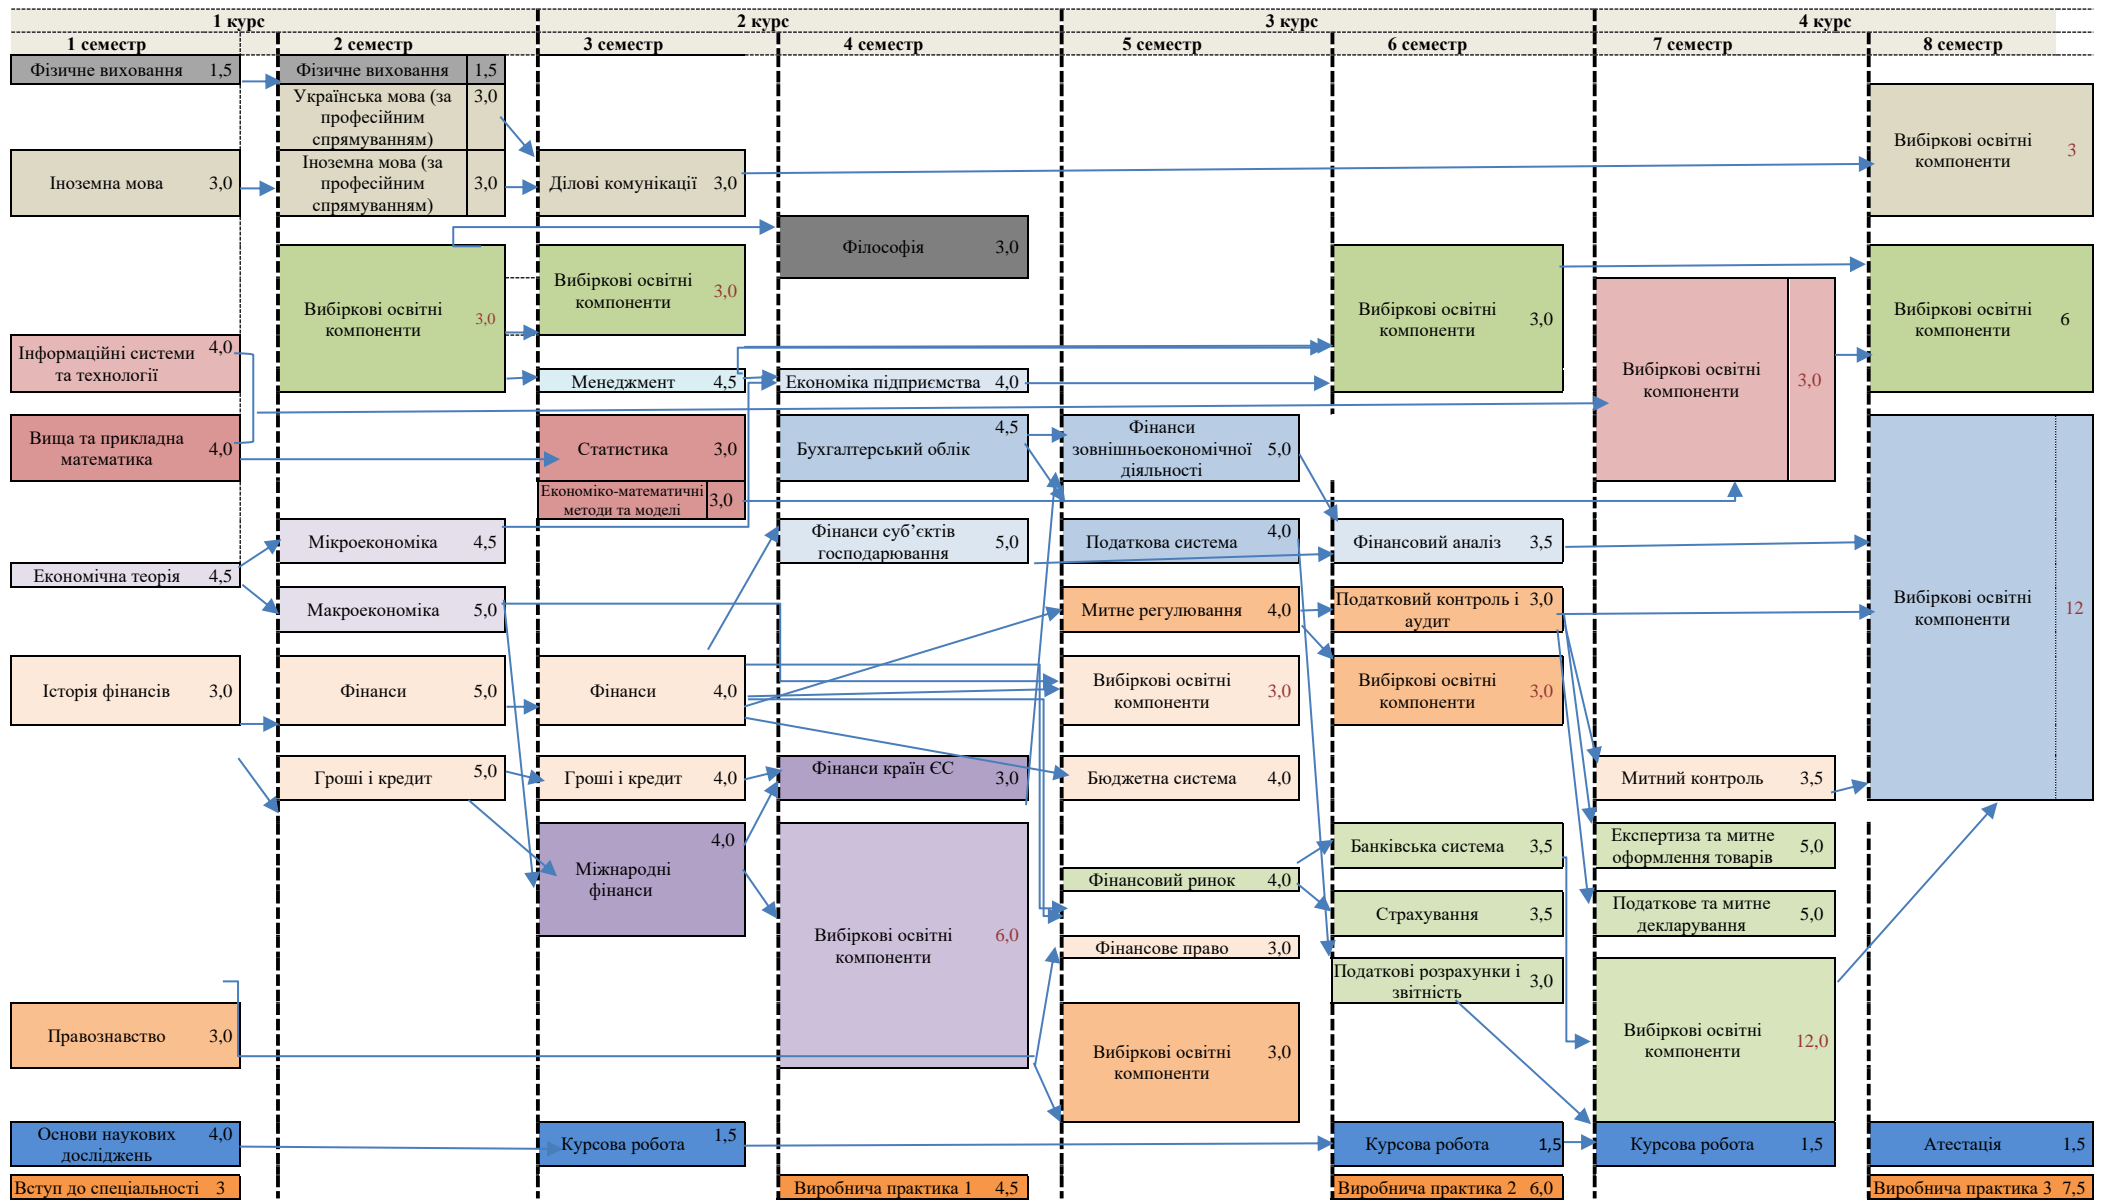 1 курс
2 курс
3 курс
4 курс
1 семестр
2 семестр
3 семестр
4 семестр
5 семестр
6 семестр
7 семестр
8 семестр
Фізичне виховання 1,5
Іноземна мова 3,0
Інформаційні системи 4,0
та технології
Вища та прикладна
математика 4,0
Економічна теорія 4,5
Історія фінансів 3,0
Правознавство 3,0
Основи наукових 4,0
досліджень
Вступ до спеціальності 3
Фізичне виховання 1,5
Українська мова (за 3,0
професійним
спрямуванням)
Іноземна мова (за
професійним 3,0
спрямуванням)
Вибіркові освітні
компоненти 3,0
Мікроекономіка 4,5
Макроекономіка 5,0
Фінанси 5,0
Гроші і кредит 5,0
Ділові комунікації 3,0
Вибіркові освітні
компоненти 3,0
Менеджмент 4,5
Статистика 3,0
Економіко-математичні
методи та моделі 3,0
Фінанси 4,0
Гроші і кредит 4,0
4,0
Міжнародні
фінанси
Курсова робота 1,5
Філософія 3,0
Економіка підприємства 4,0
4,5
Бухгалтерський облік
Фінанси суб’єктів
господарювання 5,0
Фінанси країн ЄС 3,0
Вибіркові освітні
компоненти 6,0
Виробнича практика 1 4,5
Фінанси
зовнішньоекономічної 5,0
діяльності
Податкова система 4,0
Митне регулювання 4,0
Вибіркові освітні
компоненти 3,0
Бюджетна система 4,0
Фінансовий ринок 4,0
Фінансове право 3,0
Вибіркові освітні
компоненти 3,0
Вибіркові освітні
компоненти 3,0
Фінансовий аналіз 3,5
Податковий контроль і 3,0
аудит
Вибіркові освітні
компоненти 3,0
Банківська система 3,5
Страхування 3,5
Податкові розрахунки і
звітність 3,0
Курсова робота 1,5
Виробнича практика 2 6,0
Вибіркові освітні
компоненти 3,0
Митний контроль 3,5
Експертиза та митне
оформлення товарів 5,0
Податкове та митне
декларування 5,0
Вибіркові освітні
компоненти 12,0
Курсова робота 1,5
Вибіркові освітні
компоненти 3
Вибіркові освітні
компоненти 6
Вибіркові освітні
компоненти 12
Атестація 1,5
Виробнича практика 3 7,5